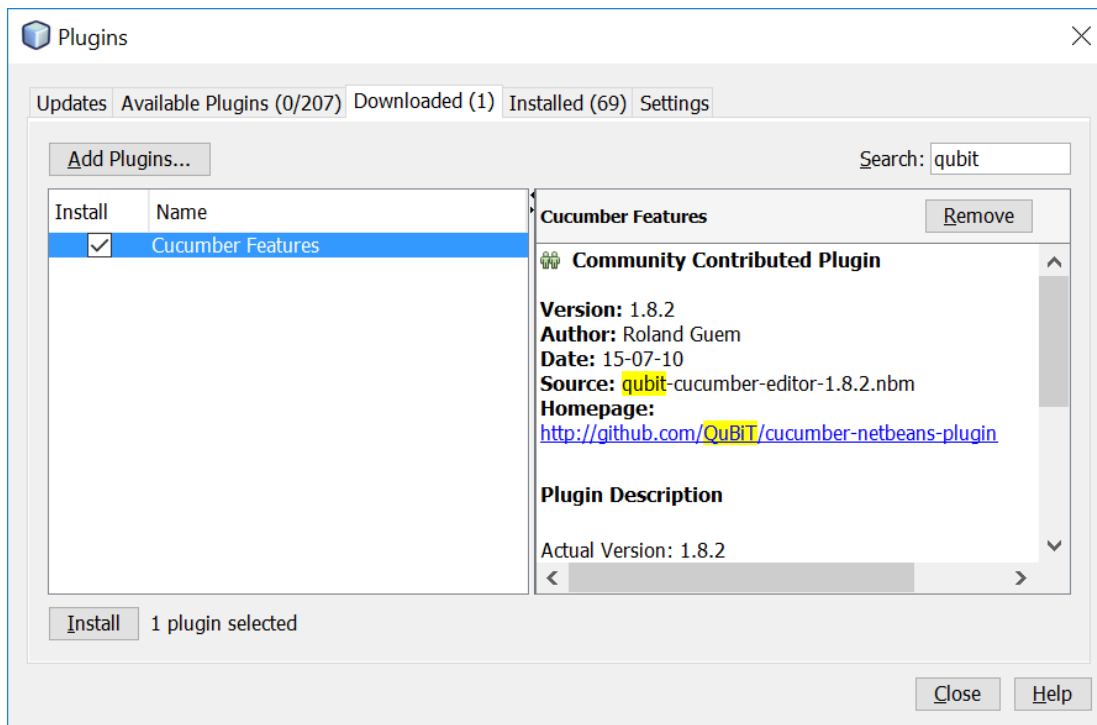 Plugins
Updates Available Plugins (0/207) Downloaded (1) Installed (69) Settings
Add Plugins... Search: qubit
Install Name
Cucumber Features
Cucumber Features Remove
Community Contributed Plugin
Version: 1.8.2
Author: Roland Guem
Date: 15-07-10
Source: qubit-cucumber-editor-1.8.2.nbm
Homepage:
http://github.com/QuBiT/cucumber-netbeans-plugin
Plugin Description
Actual Version: 1.8.2
Install 1 plugin selected
Close Help